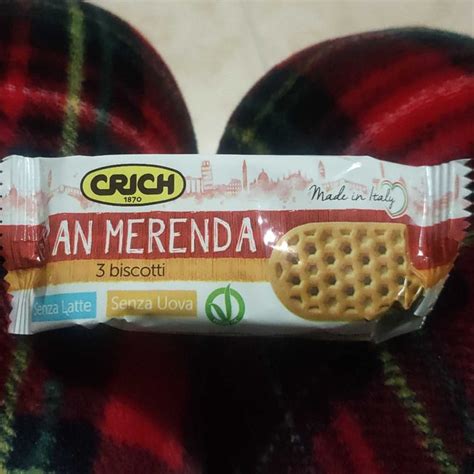 CRICH
1870
Made in Italy
AN MERENDA
3 biscotti
Senza Latte
Senza Uova